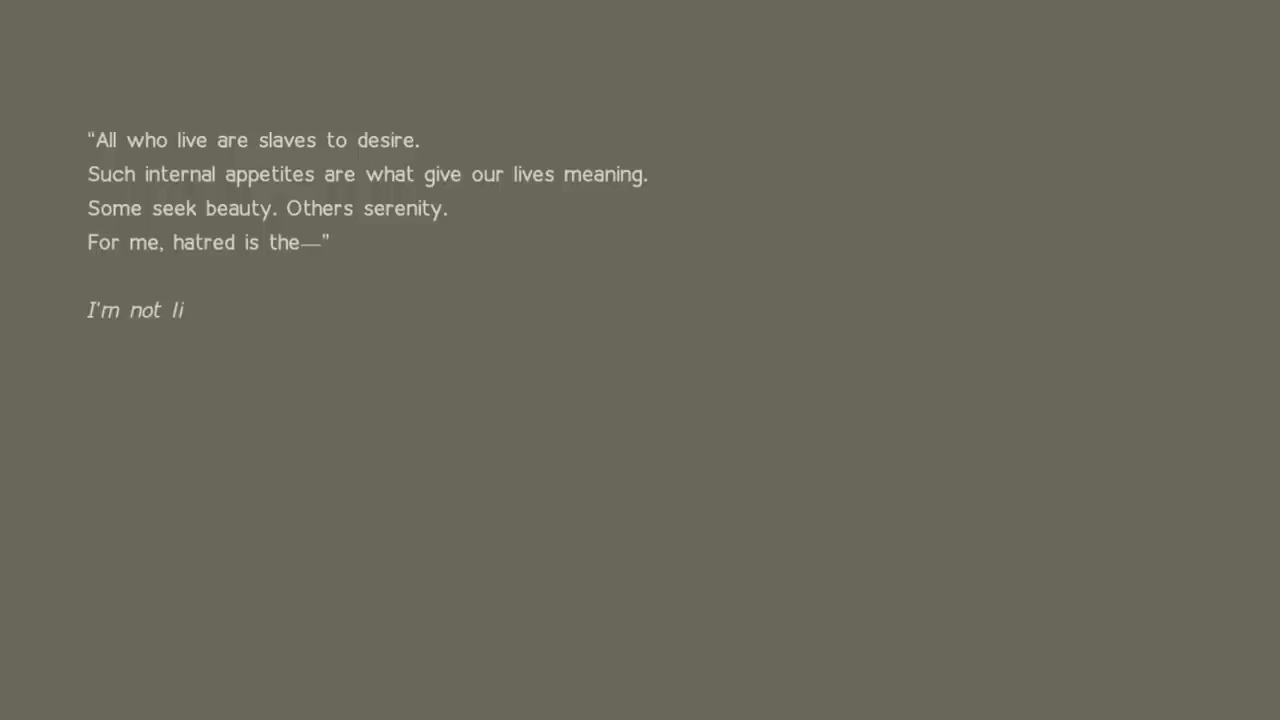 “All who live are slaves to desire.
Such internal appetites are what give our lives meaning.
Some seek beauty. Others serenity.
For me, hatred is the—”
I'm not li